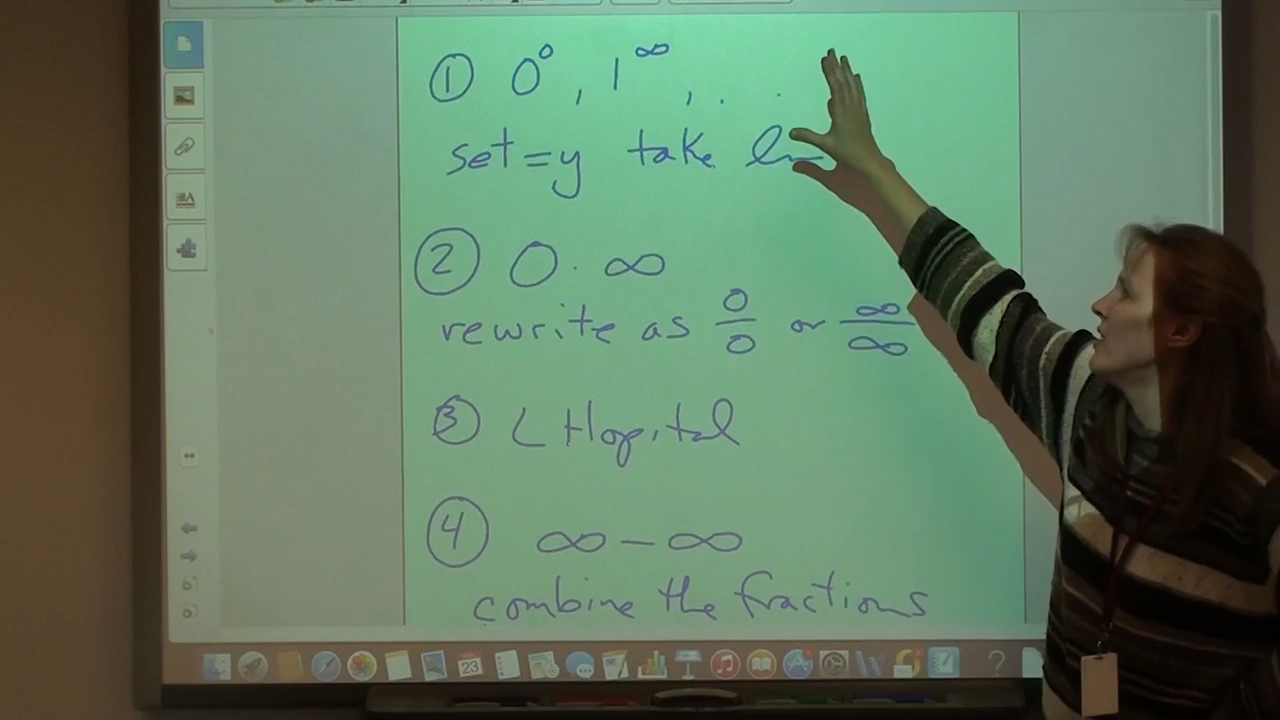 ① 0⁰, 1^∞, . .
set = y take ln
② 0 · ∞
rewrite as 0/0 or ∞/∞
③ L Hopital
④ ∞ − ∞
combine the fractions
23
?